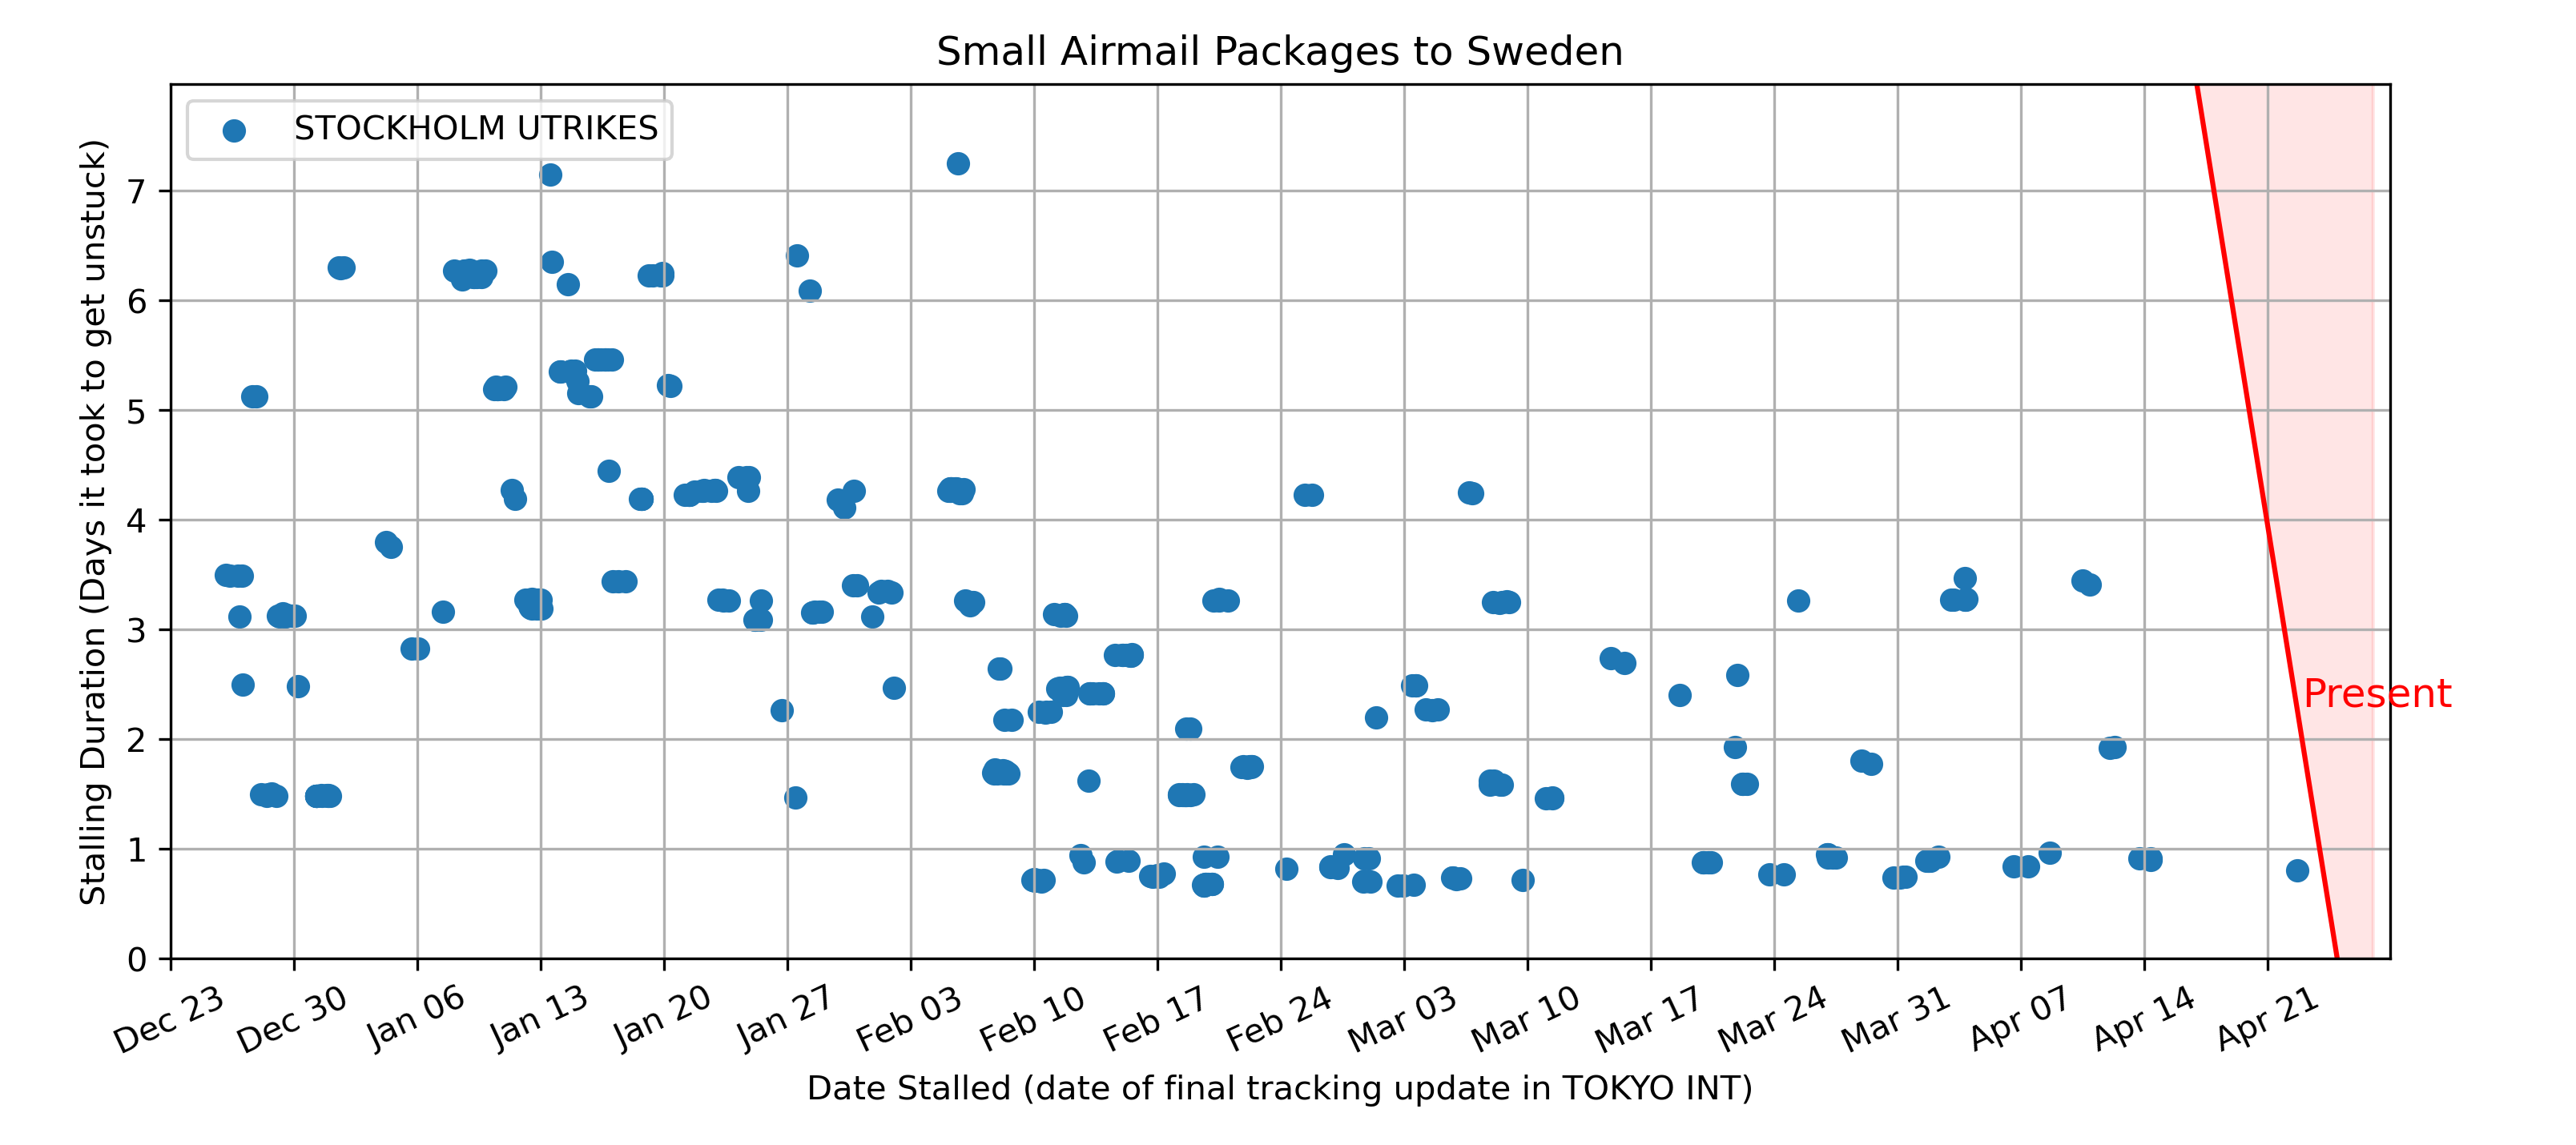 Small Airmail Packages to Sweden
STOCKHOLM UTRIKES
Stalling Duration (Days it took to get unstuck)
7
6
5
4
3
2
1
0
Present
Dec 23
Dec 30
Jan 06
Jan 13
Jan 20
Jan 27
Feb 03
Feb 10
Feb 17
Feb 24
Mar 03
Mar 10
Mar 17
Mar 24
Mar 31
Apr 07
Apr 14
Apr 21
Date Stalled (date of final tracking update in TOKYO INT)